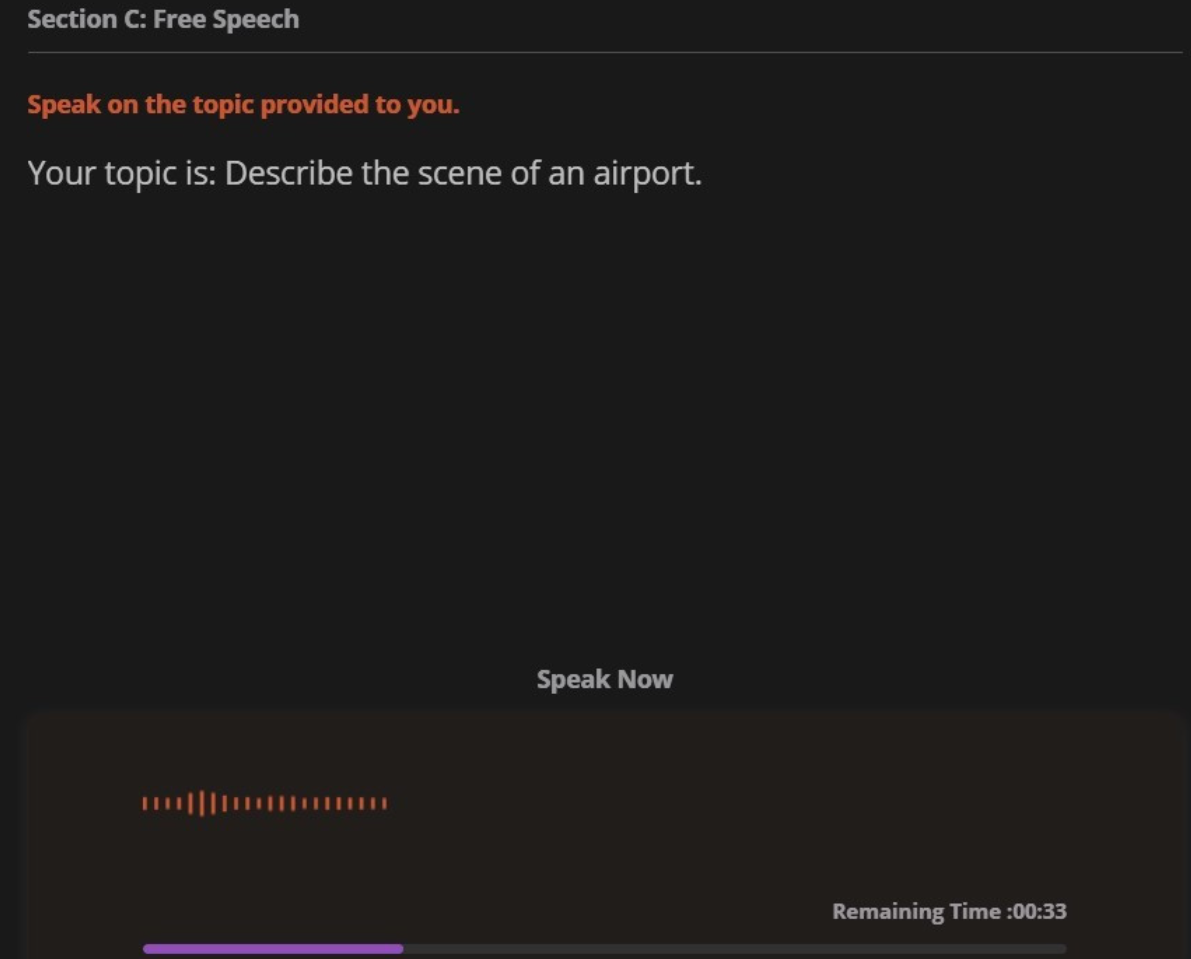 Section C: Free Speech
Speak on the topic provided to you.
Your topic is: Describe the scene of an airport.
Speak Now
Remaining Time :00:33